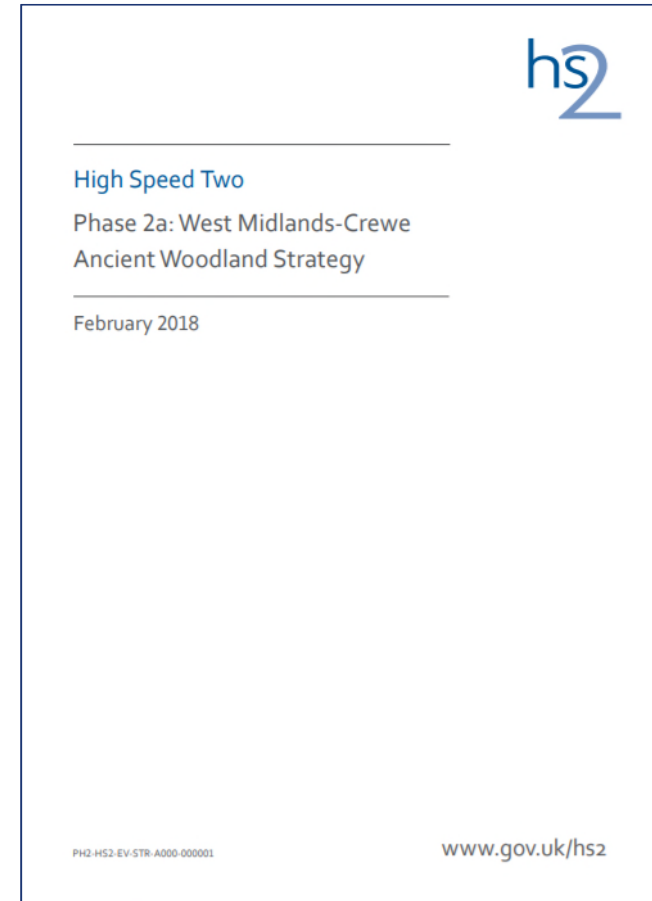 hs2
High Speed Two
Phase 2a: West Midlands-Crewe
Ancient Woodland Strategy
February 2018
PH2-HS2-EV-STR-A000-000001
www.gov.uk/hs2